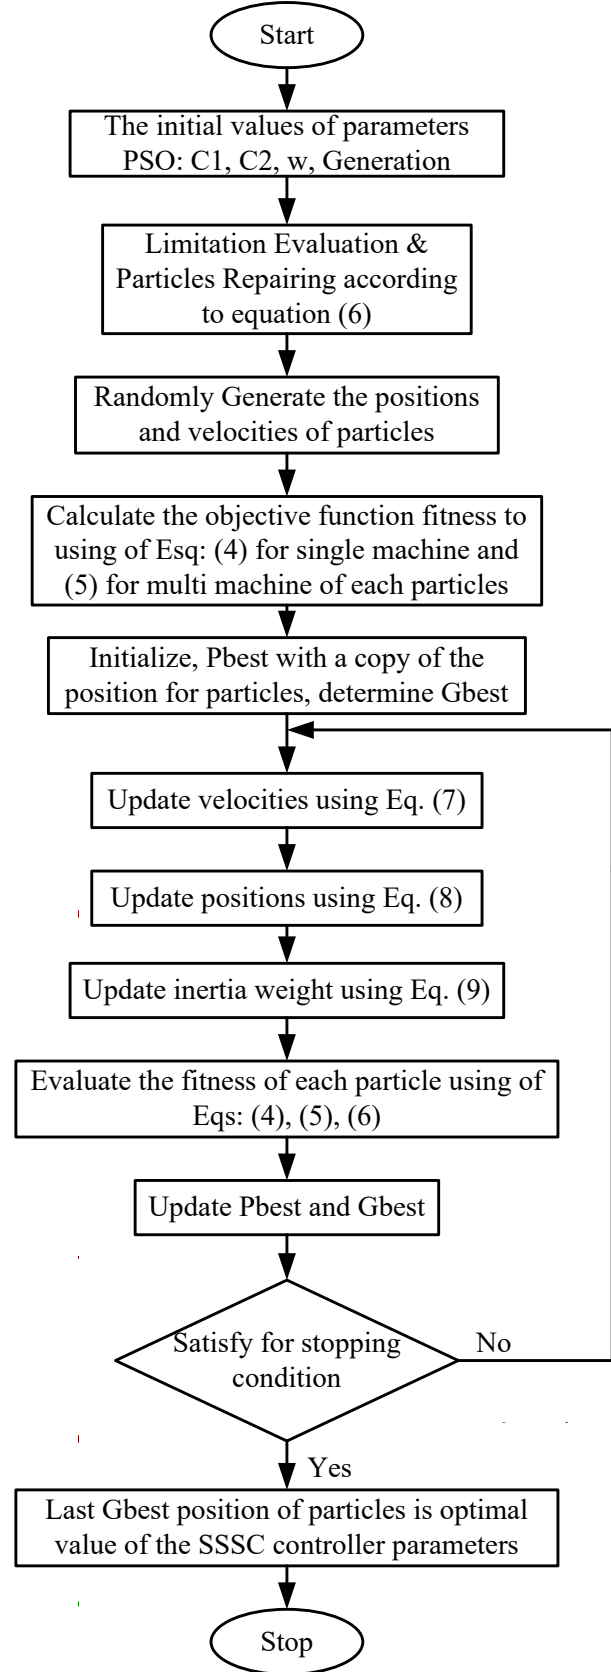 Start
The initial values of parameters
PSO: C1, C2, w, Generation
Limitation Evaluation &
Particles Repairing according
to equation (6)
Randomly Generate the positions
and velocities of particles
Calculate the objective function fitness to
using of Esq: (4) for single machine and
(5) for multi machine of each particles
Initialize, Pbest with a copy of the
position for particles, determine Gbest
Update velocities using Eq. (7)
Update positions using Eq. (8)
Update inertia weight using Eq. (9)
Evaluate the fitness of each particle using of
Eqs: (4), (5), (6)
Update Pbest and Gbest
Satisfy for stopping
condition
No
Yes
Last Gbest position of particles is optimal
value of the SSSC controller parameters
Stop